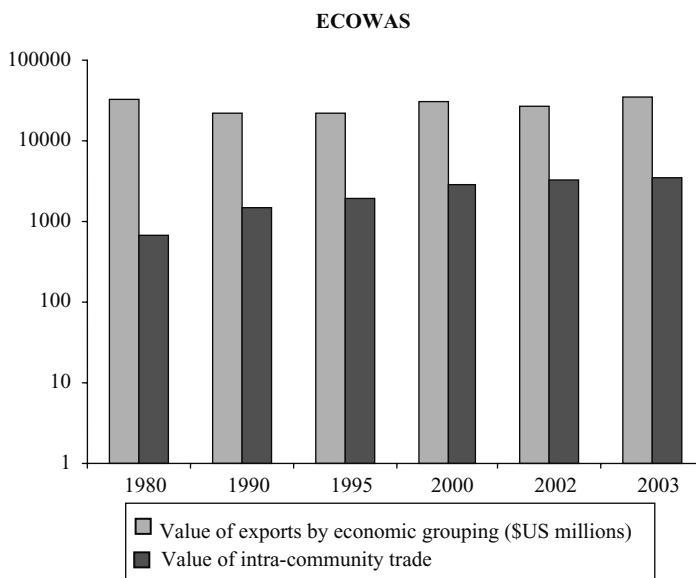 ECOWAS
100000
10000
1000
100
10
1
1980 1990 1995 2000 2002 2003
Value of exports by economic grouping ($US millions)
Value of intra-community trade